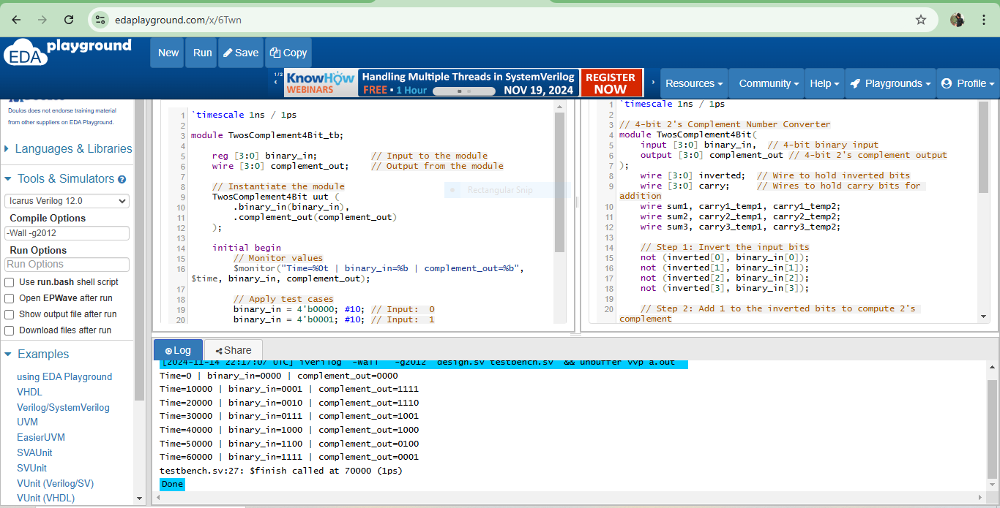 edaplayground.com/x/6Twn
EDA playground
New
Run
Save
Copy
1/2
KnowHow
WEBINARS
Handling Multiple Threads in SystemVerilog
FREE • 1 Hour
NOV 19, 2024
REGISTER
NOW
Resources
Community
Help
Playgrounds
Profile
Doulos does not endorse training material
from other suppliers on EDA Playground.
Languages & Libraries
Tools & Simulators
Icarus Verilog 12.0
Compile Options
-Wall -g2012
Run Options
Run Options
Use run.bash shell script
Open EPWave after run
Show output file after run
Download files after run
Examples
using EDA Playground
VHDL
Verilog/SystemVerilog
UVM
EasierUVM
SVAUnit
SVUnit
VUnit (Verilog/SV)
VUnit (VHDL)
1 `timescale 1ns / 1ps
2
3 module TwosComplement4Bit_tb;
4
5 reg [3:0] binary_in; // Input to the module
6 wire [3:0] complement_out; // Output from the module
7
8 // Instantiate the module
9 TwosComplement4Bit uut (
10 .binary_in(binary_in),
11 .complement_out(complement_out)
12 );
13
14 initial begin
15 // Monitor values
16 $monitor("Time=%0t | binary_in=%b | complement_out=%b",
$time, binary_in, complement_out);
17
18 // Apply test cases
19 binary_in = 4'b0000; #10; // Input: 0
20 binary_in = 4'b0001; #10; // Input: 1
Rectangular Snip
1 `timescale 1ns / 1ps
2
3 // 4-bit 2's Complement Number Converter
4 module TwosComplement4Bit(
5 input [3:0] binary_in, // 4-bit binary input
6 output [3:0] complement_out // 4-bit 2's complement output
7 );
8 wire [3:0] inverted; // Wire to hold inverted bits
9 wire [3:0] carry; // Wires to hold carry bits for
addition
10 wire sum1, carry1_temp1, carry1_temp2;
11 wire sum2, carry2_temp1, carry2_temp2;
12 wire sum3, carry3_temp1, carry3_temp2;
13
14 // Step 1: Invert the input bits
15 not (inverted[0], binary_in[0]);
16 not (inverted[1], binary_in[1]);
17 not (inverted[2], binary_in[2]);
18 not (inverted[3], binary_in[3]);
19
20 // Step 2: Add 1 to the inverted bits to compute 2's
complement
Log
Share
[2024-11-14 22:17:07 UTC] iverilog '-Wall' '-g2012' design.sv testbench.sv && unbuffer vvp a.out
Time=0 | binary_in=0000 | complement_out=0000
Time=10000 | binary_in=0001 | complement_out=1111
Time=20000 | binary_in=0010 | complement_out=1110
Time=30000 | binary_in=0111 | complement_out=1001
Time=40000 | binary_in=1000 | complement_out=1000
Time=50000 | binary_in=1100 | complement_out=0100
Time=60000 | binary_in=1111 | complement_out=0001
testbench.sv:27: $finish called at 70000 (1ps)
Done